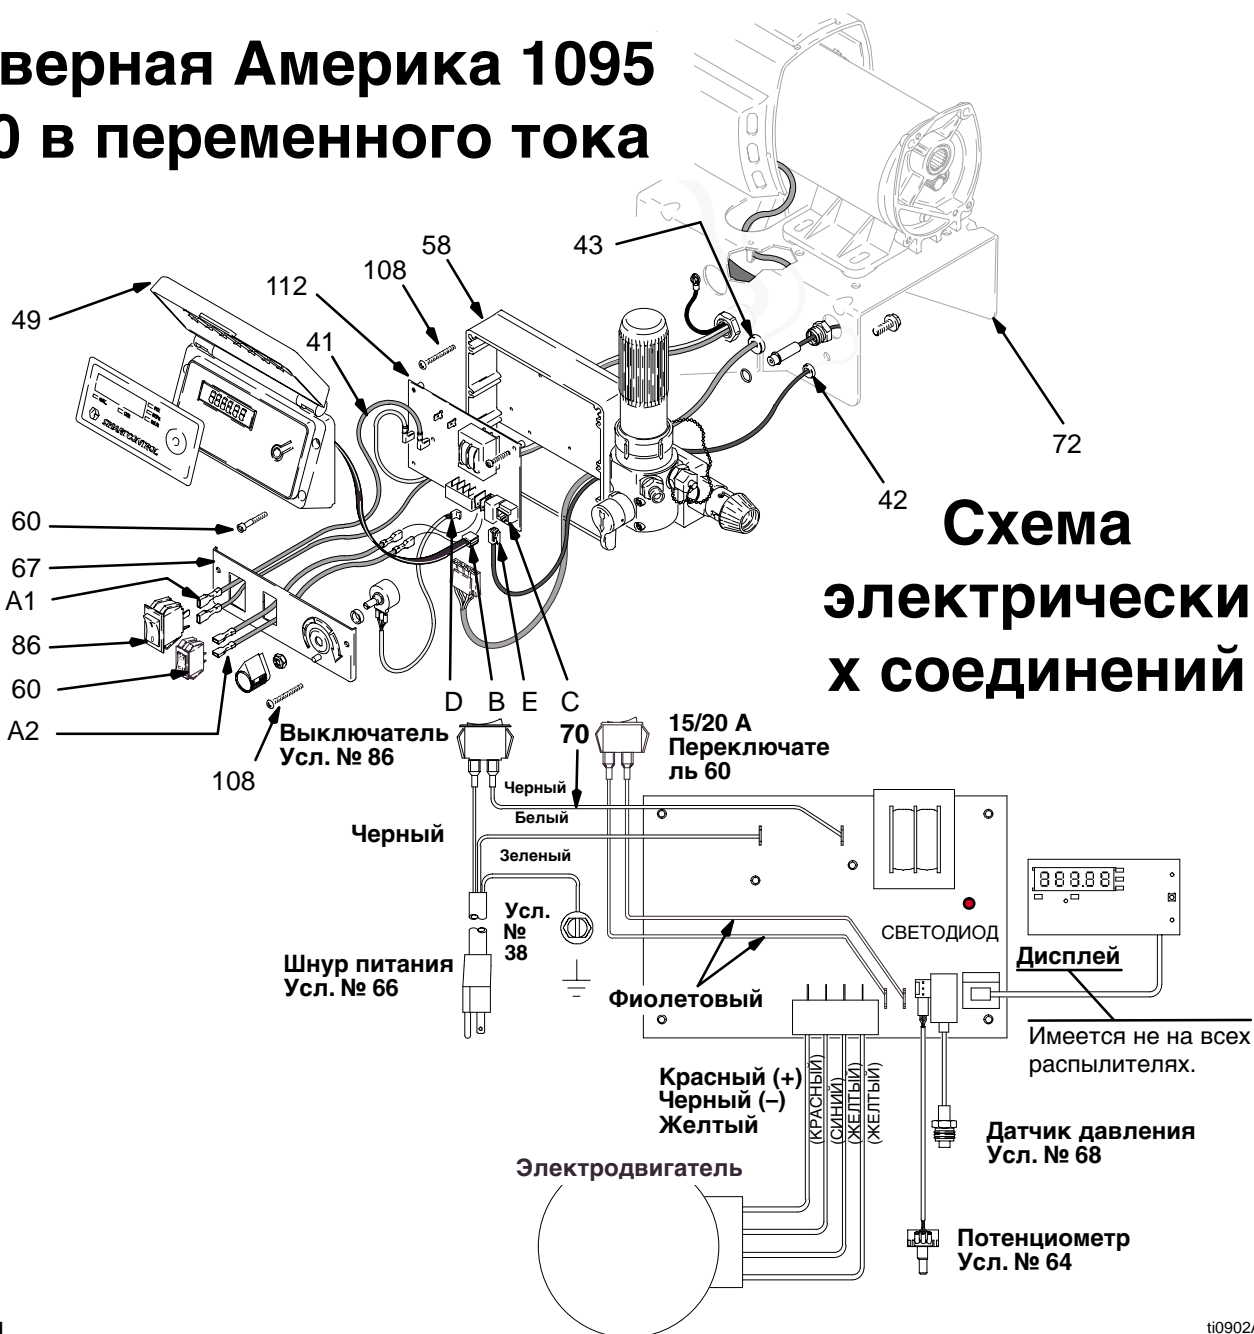 верная Америка 1095
0 в переменного тока
58
43
108
112
49
41
SMARTCONTROL
72
42
60
67
A1
86
60
A2
D
B
E
C
108
Схема
электрически
х соединений
Выключатель
Усл. № 86
70
15/20 А
Переключате
ль 60
Черный
Белый
Черный
Зеленый
Усл.
№
38
СВЕТОДИОД
Дисплей
Шнур питания
Усл. № 66
Фиолетовый
Имеется не на всех
распылителях.
Красный (+)
Черный (–)
Желтый
(КРАСНЫЙ)
(СИНИЙ)
(ЖЕЛТЫЙ)
(ЖЕЛТЫЙ)
Датчик давления
Усл. № 68
Электродвигатель
Потенциометр
Усл. № 64
ti0902